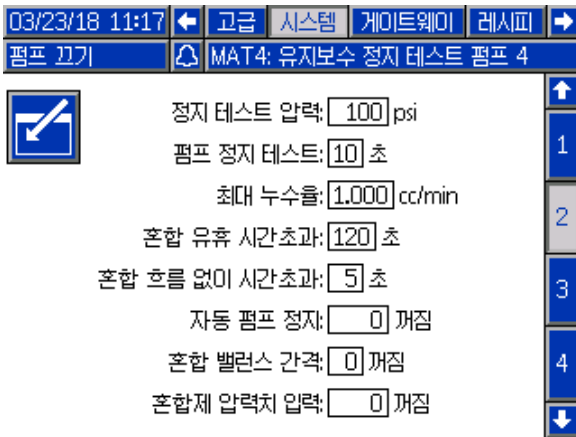 03/23/18 11:17 고급 시스템 게이트웨이 레시피
펌프 끄기 MAT4: 유지보수 정지 테스트 펌프 4
정지 테스트 압력: 100 psi
펌프 정지 테스트: 10 초
최대 누수율: 1.000 cc/min
혼합 유휴 시간초과: 120 초
혼합 흐름 없이 시간초과: 5 초
자동 펌프 정지: 0 꺼짐
혼합 밸런스 간격: 0 꺼짐
혼합제 압력치 입력: 0 꺼짐
1
2
3
4